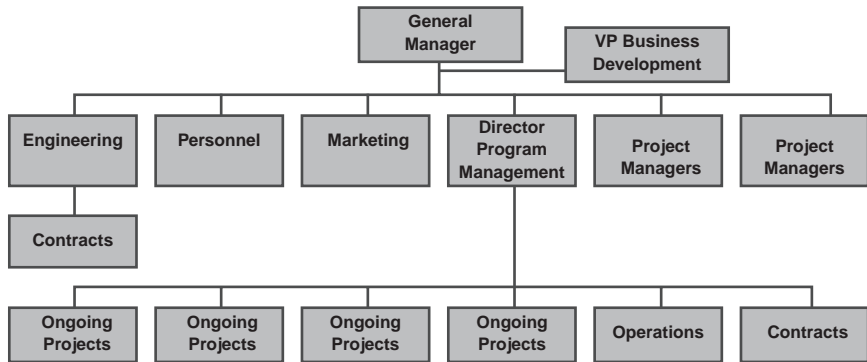 General
Manager
VP Business
Development
Engineering
Personnel
Marketing
Director
Program
Management
Project
Managers
Project
Managers
Contracts
Ongoing
Projects
Ongoing
Projects
Ongoing
Projects
Ongoing
Projects
Operations
Contracts